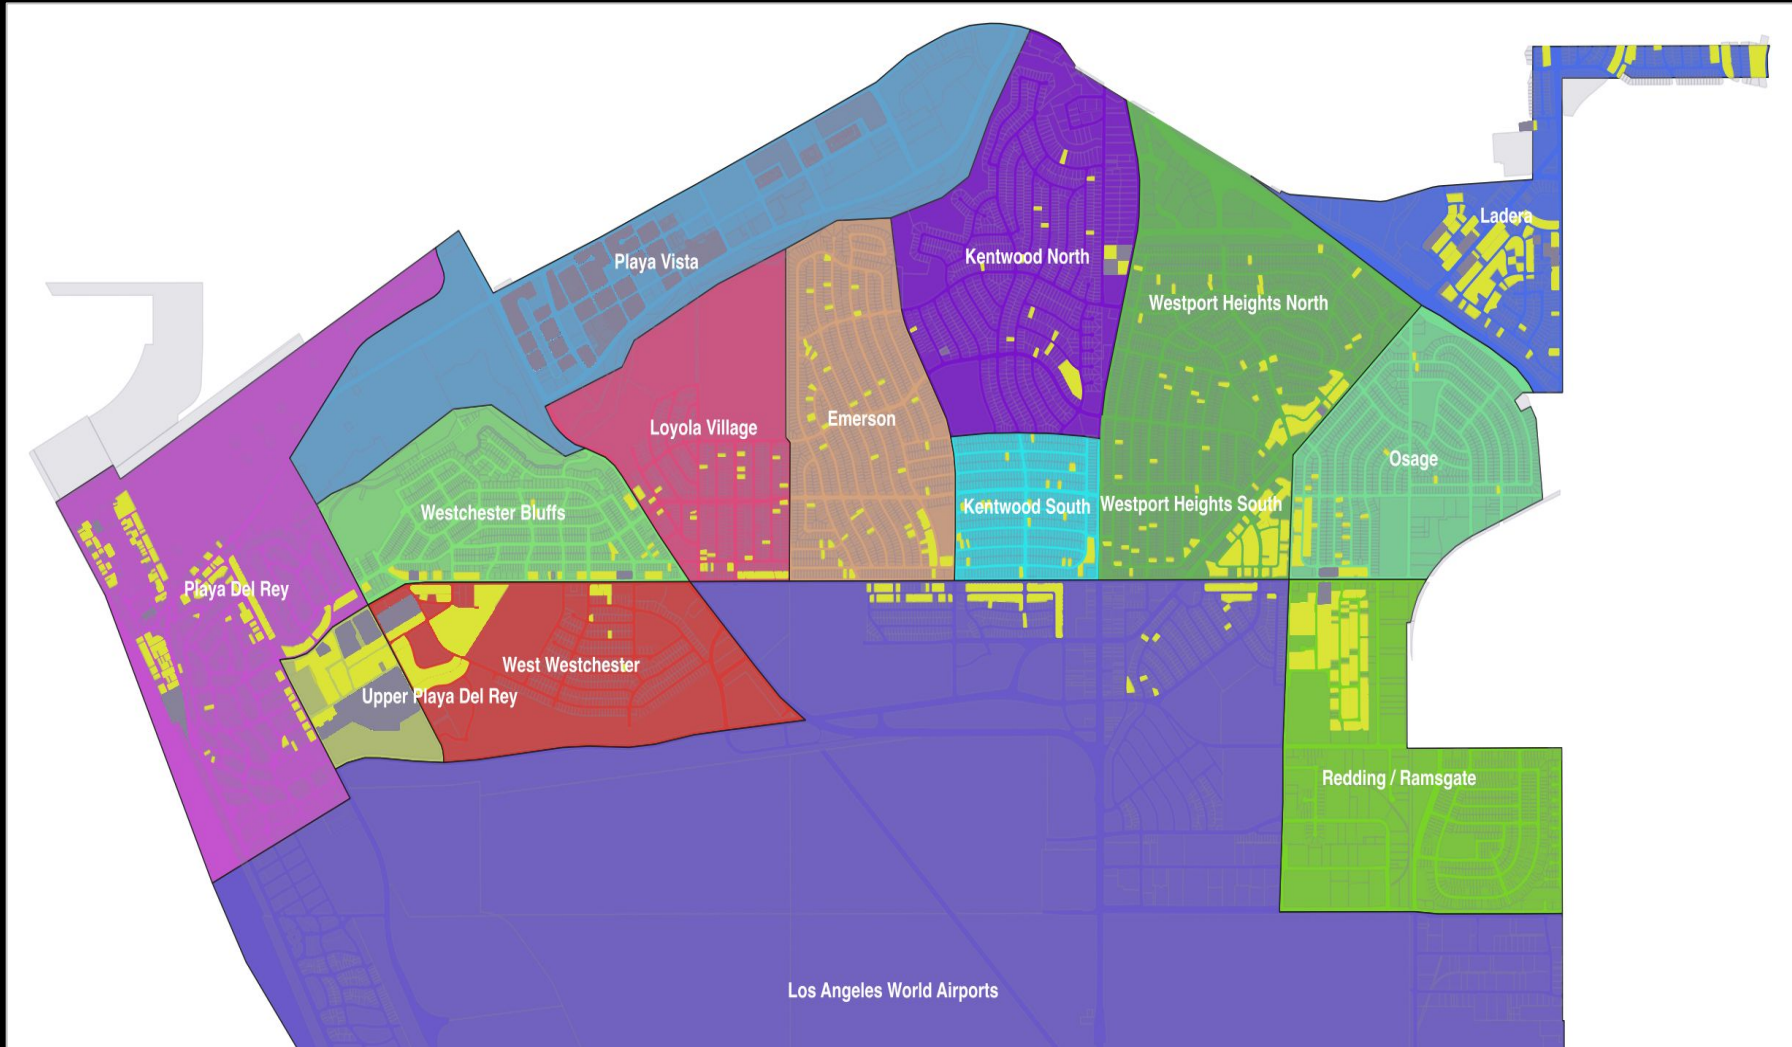 Ladera
Playa Vista
Kentwood North
Westport Heights North
Loyola Village
Emerson
Osage
Westchester Bluffs
Kentwood South
Westport Heights South
Playa Del Rey
West Westchester
Upper Playa Del Rey
Redding / Ramsgate
Los Angeles World Airports